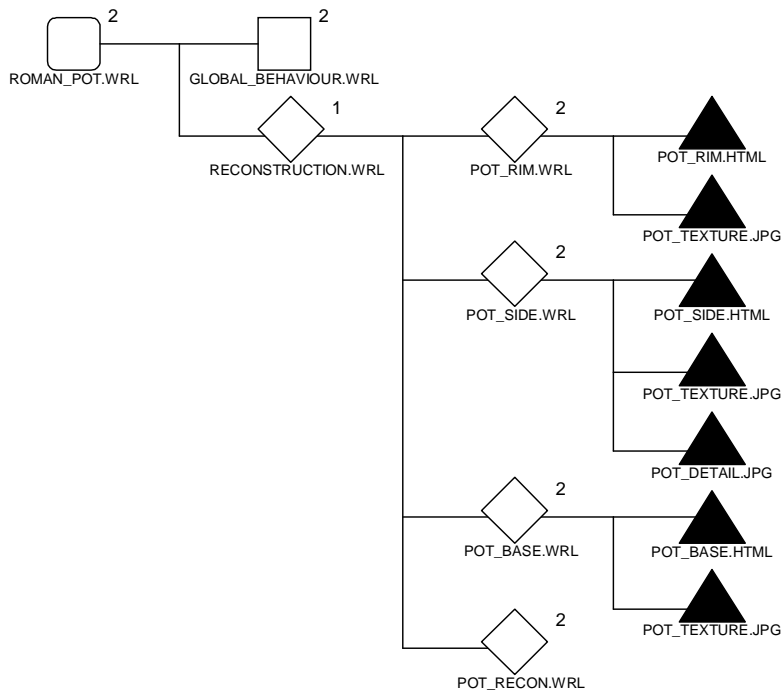 2
2
ROMAN_POT.WRL
GLOBAL_BEHAVIOUR.WRL
1
2
RECONSTRUCTION.WRL
POT_RIM.WRL
POT_RIM.HTML
POT_TEXTURE.JPG
2
POT_SIDE.WRL
POT_SIDE.HTML
POT_TEXTURE.JPG
POT_DETAIL.JPG
2
POT_BASE.WRL
POT_BASE.HTML
POT_TEXTURE.JPG
2
POT_RECON.WRL